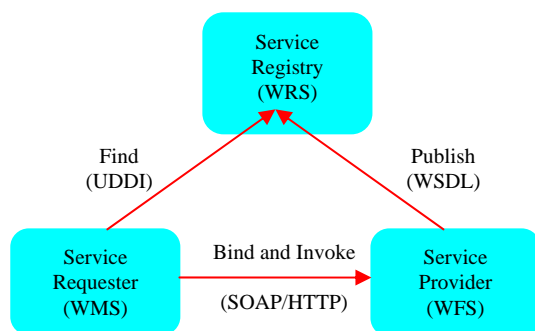 Service
Registry
(WRS)
Find
(UDDI)
Publish
(WSDL)
Service
Requester
(WMS)
Bind and Invoke
(SOAP/HTTP)
Service
Provider
(WFS)